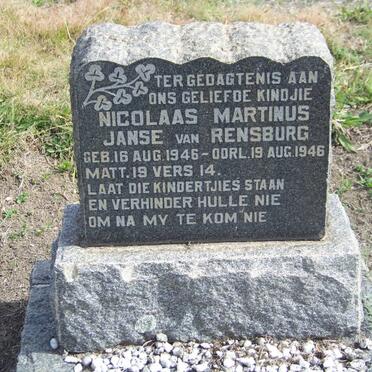 TER GEDAGTENIS AAN
ONS GELIEFDE KINDJIE
NICOLAAS MARTINUS
JANSE VAN RENSBURG
GEB. 16 AUG. 1946 - OORL. 19 AUG. 1946
MATT. 19 VERS 14.
LAAT DIE KINDERTJIES STAAN
EN VERHINDER HULLE NIE
OM NA MY TE KOM NIE